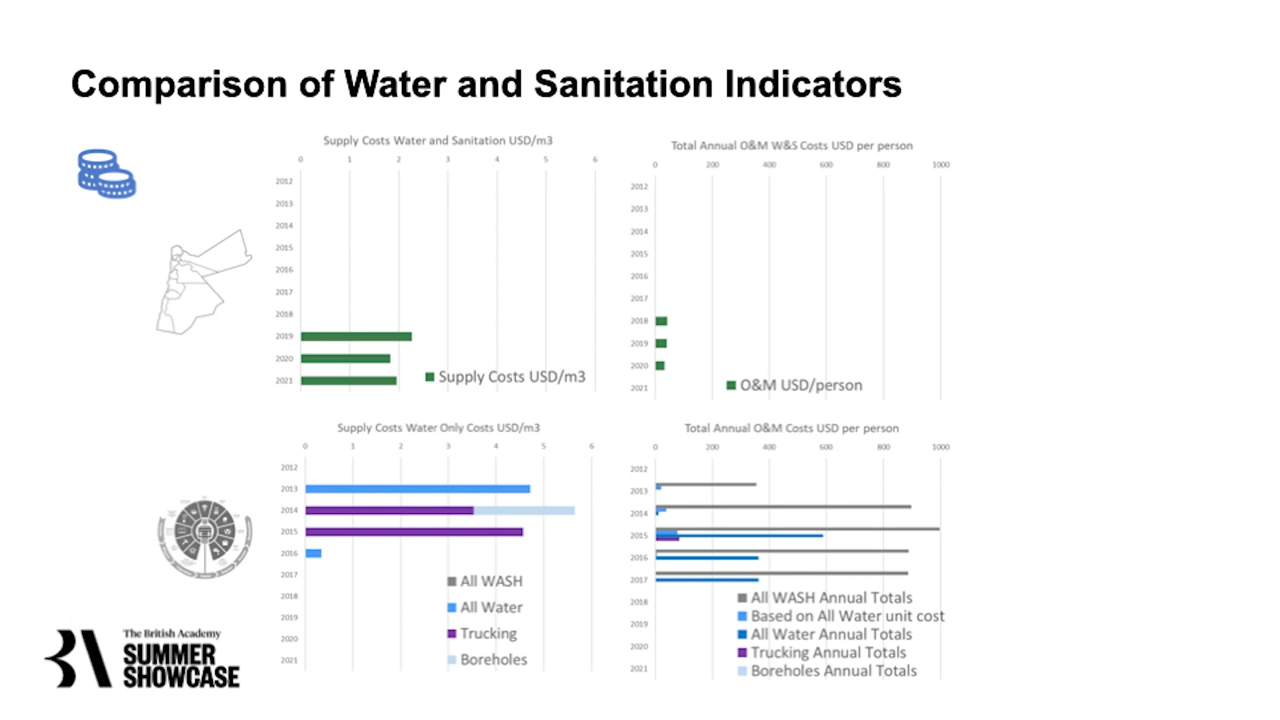 Comparison of Water and Sanitation Indicators
Supply Costs Water and Sanitation USD/m3
0 1 2 3 4 5 6
2012
2013
2014
2015
2016
2017
2018
2019
2020
2021
Supply Costs USD/m3
Total Annual O&M W&S Costs USD per person
0 200 400 600 800 1000
2012
2013
2014
2015
2016
2017
2018
2019
2020
2021
O&M USD/person
Supply Costs Water Only Costs USD/m3
0 1 2 3 4 5 6
2012
2013
2014
2015
2016
2017
2018
2019
2020
2021
All WASH
All Water
Trucking
Boreholes
Total Annual O&M Costs USD per person
0 200 400 600 800 1000
2012
2013
2014
2015
2016
2017
2018
2019
2020
2021
All WASH Annual Totals
Based on All Water unit cost
All Water Annual Totals
Trucking Annual Totals
Boreholes Annual Totals
The British Academy
SUMMER
SHOWCASE